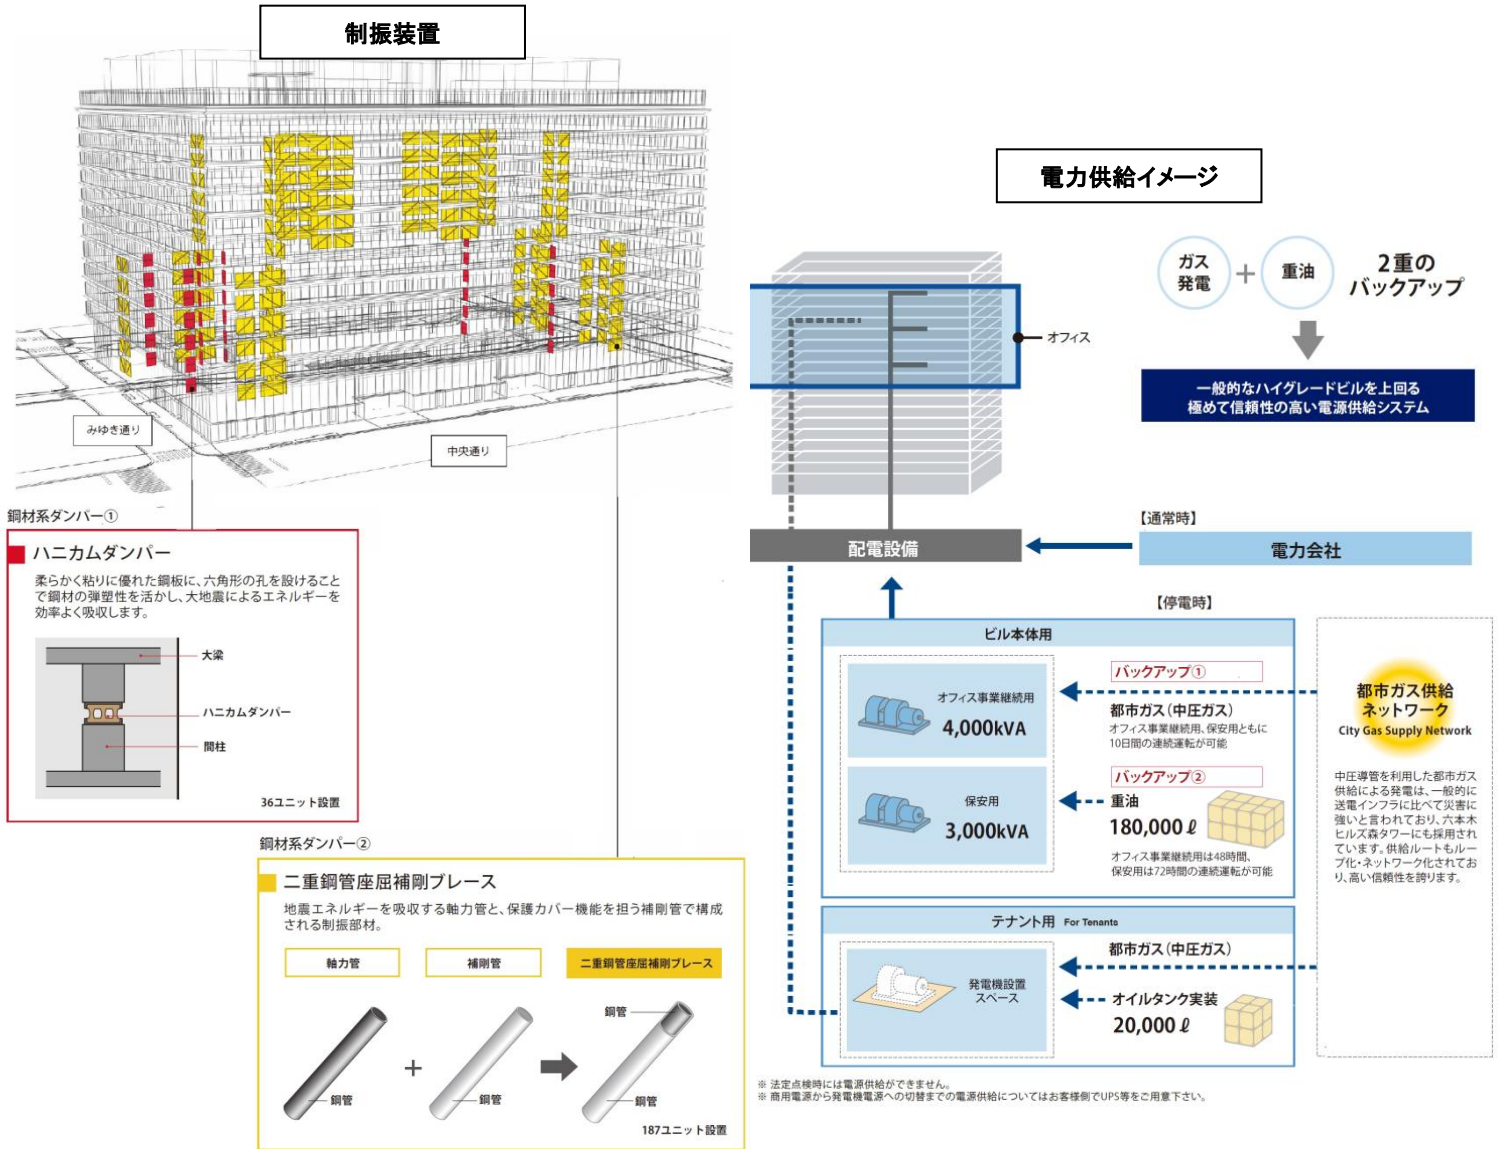 制振装置
みゆき通り
中央通り
鋼材系ダンパー①
ハニカムダンパー
柔らかく粘りに優れた鋼板に、六角形の孔を設けること
で鋼材の弾塑性を活かし、大地震によるエネルギーを
効率よく吸収します。
大梁
ハニカムダンパー
間柱
36ユニット設置
鋼材系ダンパー②
二重鋼管座屈補剛ブレース
地震エネルギーを吸収する軸力管と、保護カバー機能を担う補剛管で構成
される制振部材。
軸力管
補剛管
二重鋼管座屈補剛ブレース
鋼管
+
鋼管
鋼管
鋼管
187ユニット設置
電力供給イメージ
ガス
発電
+
重油
2重の
バックアップ
一般的なハイグレードビルを上回る
極めて信頼性の高い電源供給システム
オフィス
配電設備
【通常時】
電力会社
【停電時】
ビル本体用
オフィス事業継続用
4,000kVA
保安用
3,000kVA
バックアップ①
都市ガス(中圧ガス)
オフィス事業継続用、保安用ともに
10日間の連続運転が可能
バックアップ②
重油
180,000ℓ
オフィス事業継続用は48時間、
保安用は72時間の連続運転が可能
テナント用 For Tenants
発電機設置
スペース
都市ガス(中圧ガス)
オイルタンク実装
20,000ℓ
都市ガス供給
ネットワーク
City Gas Supply Network
中圧導管を利用した都市ガス
供給による発電は、一般的に
送電インフラに比べて災害に
強いと言われており、六本木
ヒルズ森タワーにも採用され
ています。供給ルートもルー
プ化・ネットワーク化されてお
り、高い信頼性を誇ります。
※ 法定点検時には電源供給ができません。
※ 商用電源から発電機電源への切替までの電源供給についてはお客様側でUPS等をご用意下さい。